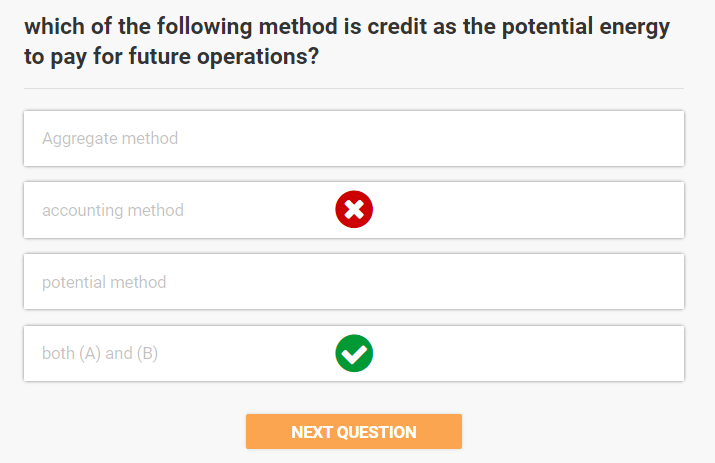 which of the following method is credit as the potential energy
to pay for future operations?
Aggregate method
accounting method
potential method
both (A) and (B)
NEXT QUESTION